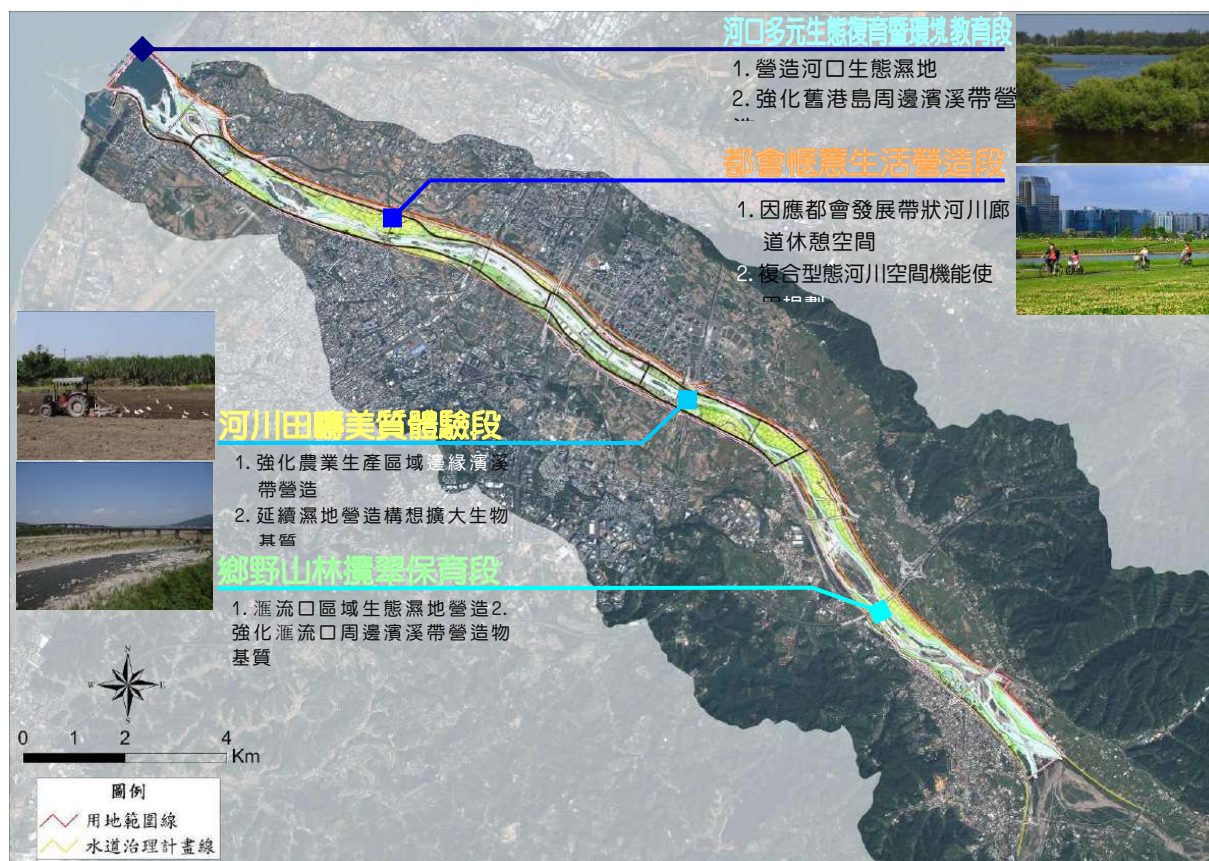 河口多元生態復育暨環境教育段
1. 營造河口生態濕地
2. 強化舊港島周邊濱溪帶營
都會愜意生活營造段
1. 因應都會發展帶狀河川廊
道休憩空間
2. 複合型態河川空間機能使
用規劃
河川田疇美質體驗段
1. 強化農業生產區域邊緣濱溪
帶營造
2. 延續濕地營造構想擴大生物
基質
鄉野山林攬翠保育段
1. 滙流口區域生態濕地營造2.
強化滙流口周邊濱溪帶營造物
基質
N
W E
S
0 1 2 4
Km
圖例
用地範圍線
水道治理計畫線